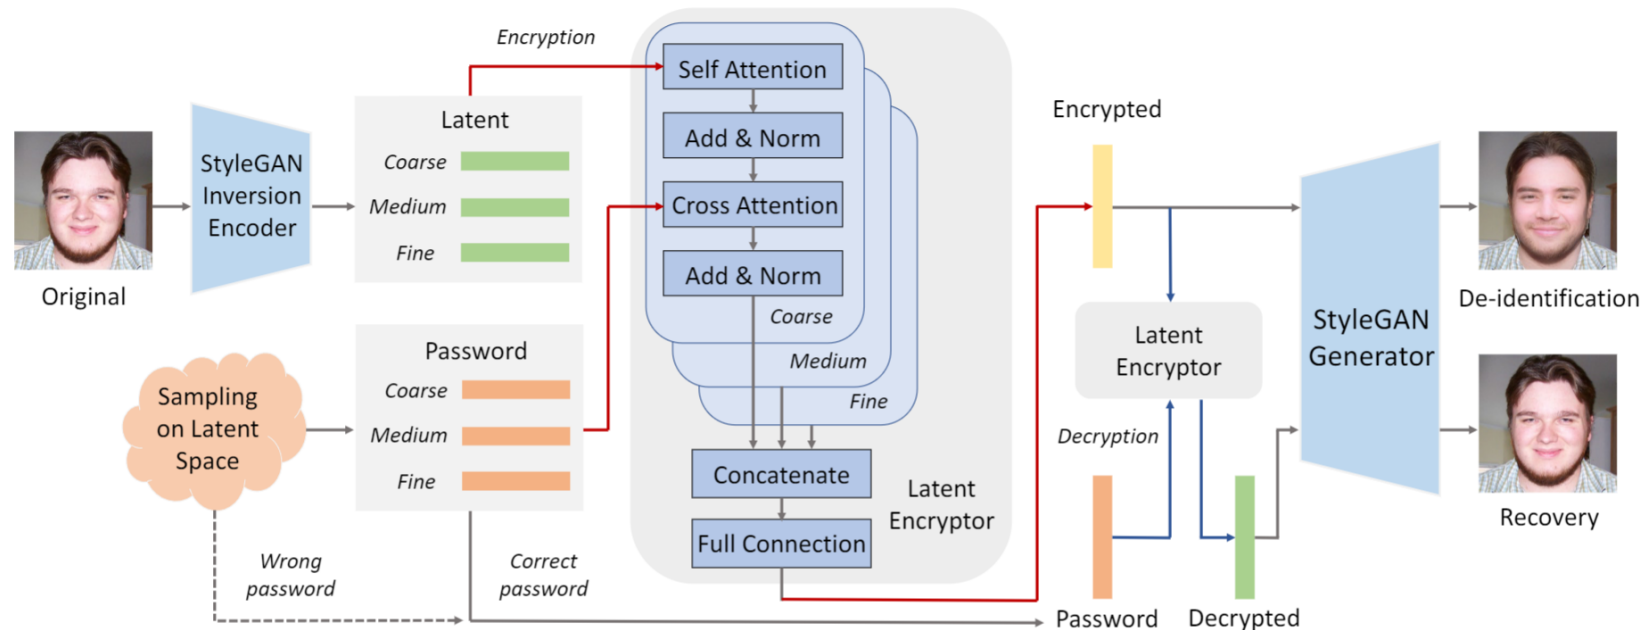 Encryption
Self Attention
Add & Norm
Cross Attention
Add & Norm
Coarse
Medium
Fine
Concatenate
Full Connection
Latent
Encryptor
Original
StyleGAN
Inversion
Encoder
Latent
Coarse
Medium
Fine
Sampling
on Latent
Space
Password
Coarse
Medium
Fine
Wrong
password
Correct
password
Encrypted
Latent
Encryptor
Decryption
Password
Decrypted
StyleGAN
Generator
De-identification
Recovery